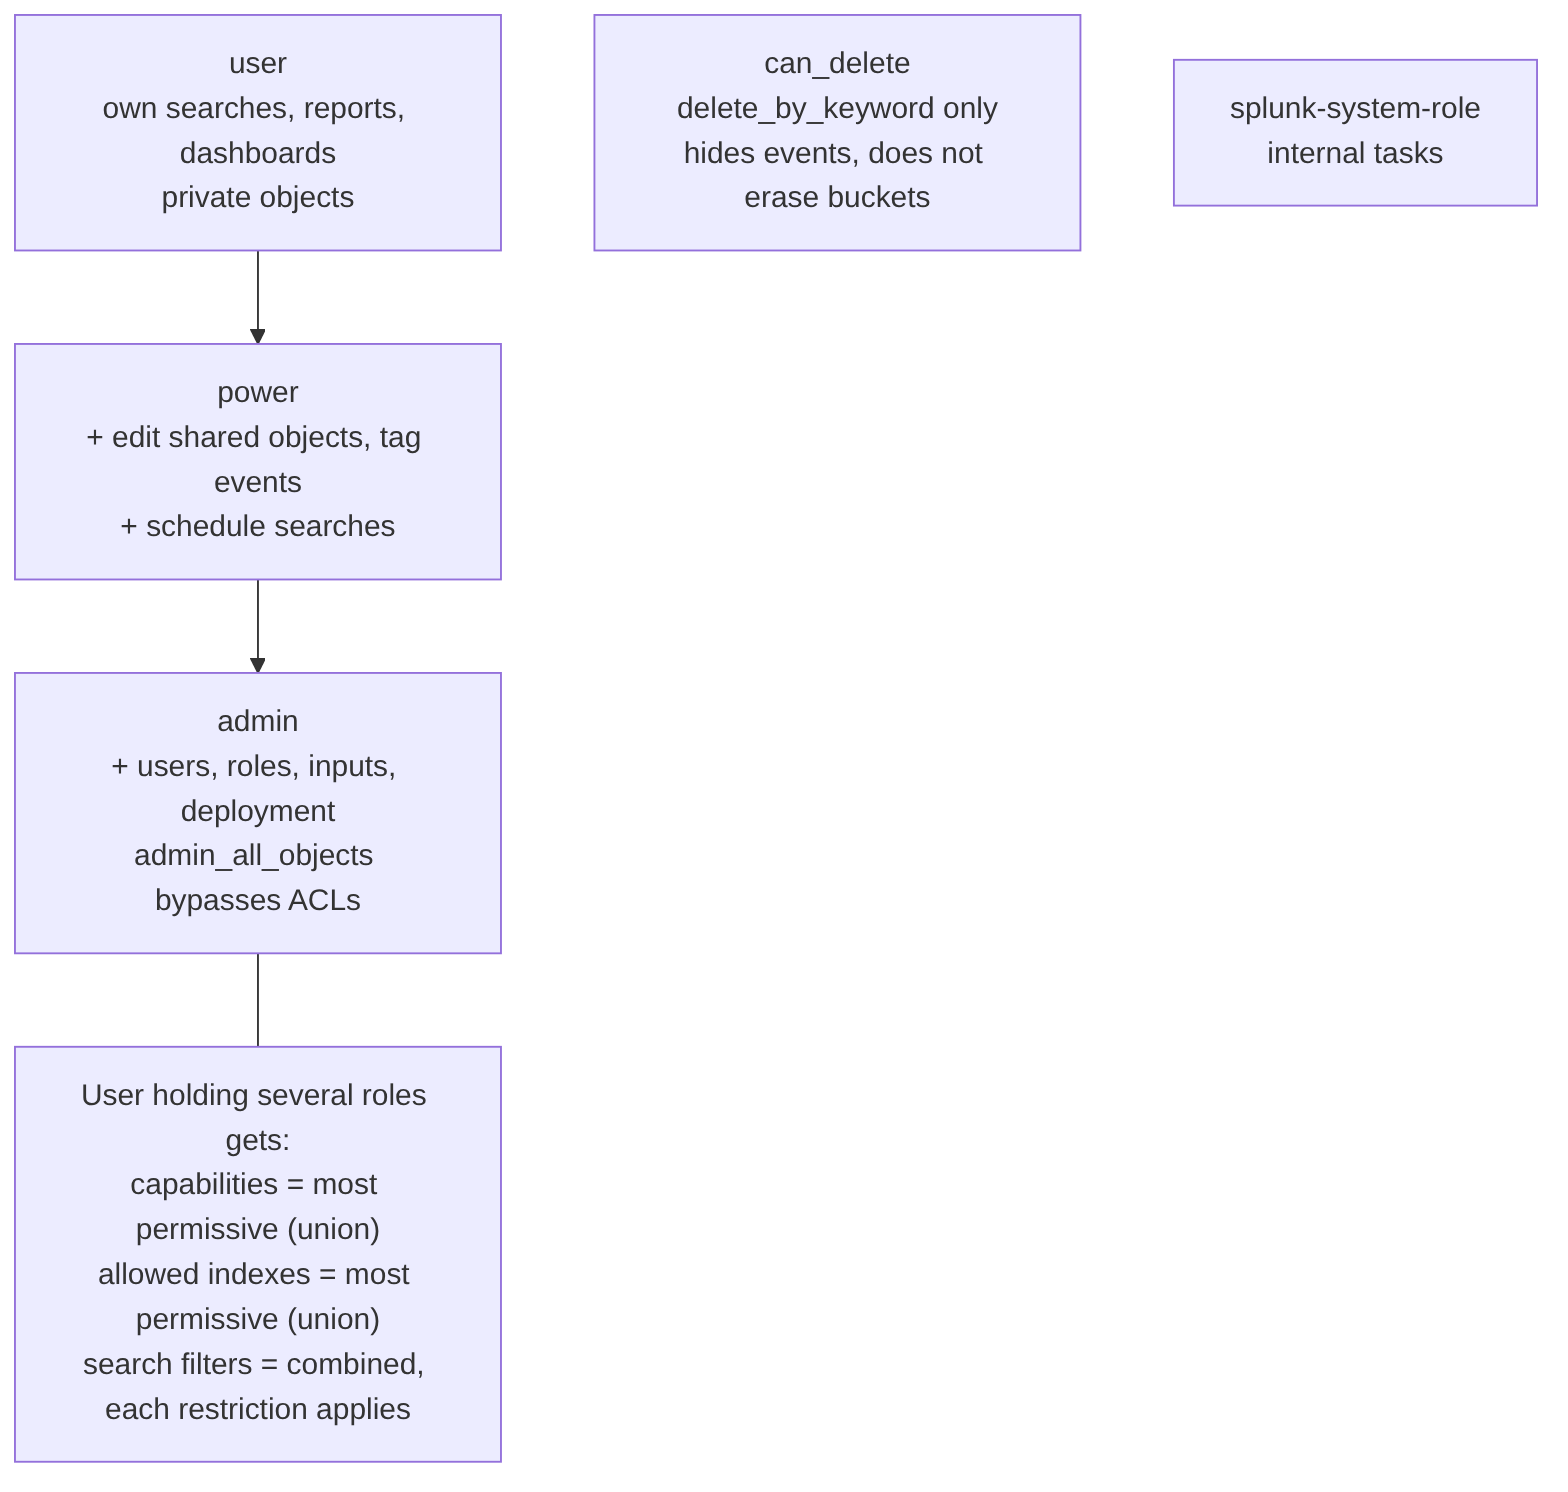 user
own searches, reports,
dashboards
private objects
can_delete
delete_by_keyword only
hides events, does not
erase buckets
splunk-system-role
internal tasks
power
+ edit shared objects, tag
events
+ schedule searches
admin
+ users, roles, inputs,
deployment
admin_all_objects
bypasses ACLs
User holding several roles
gets:
capabilities = most
permissive (union)
allowed indexes = most
permissive (union)
search filters = combined,
each restriction applies